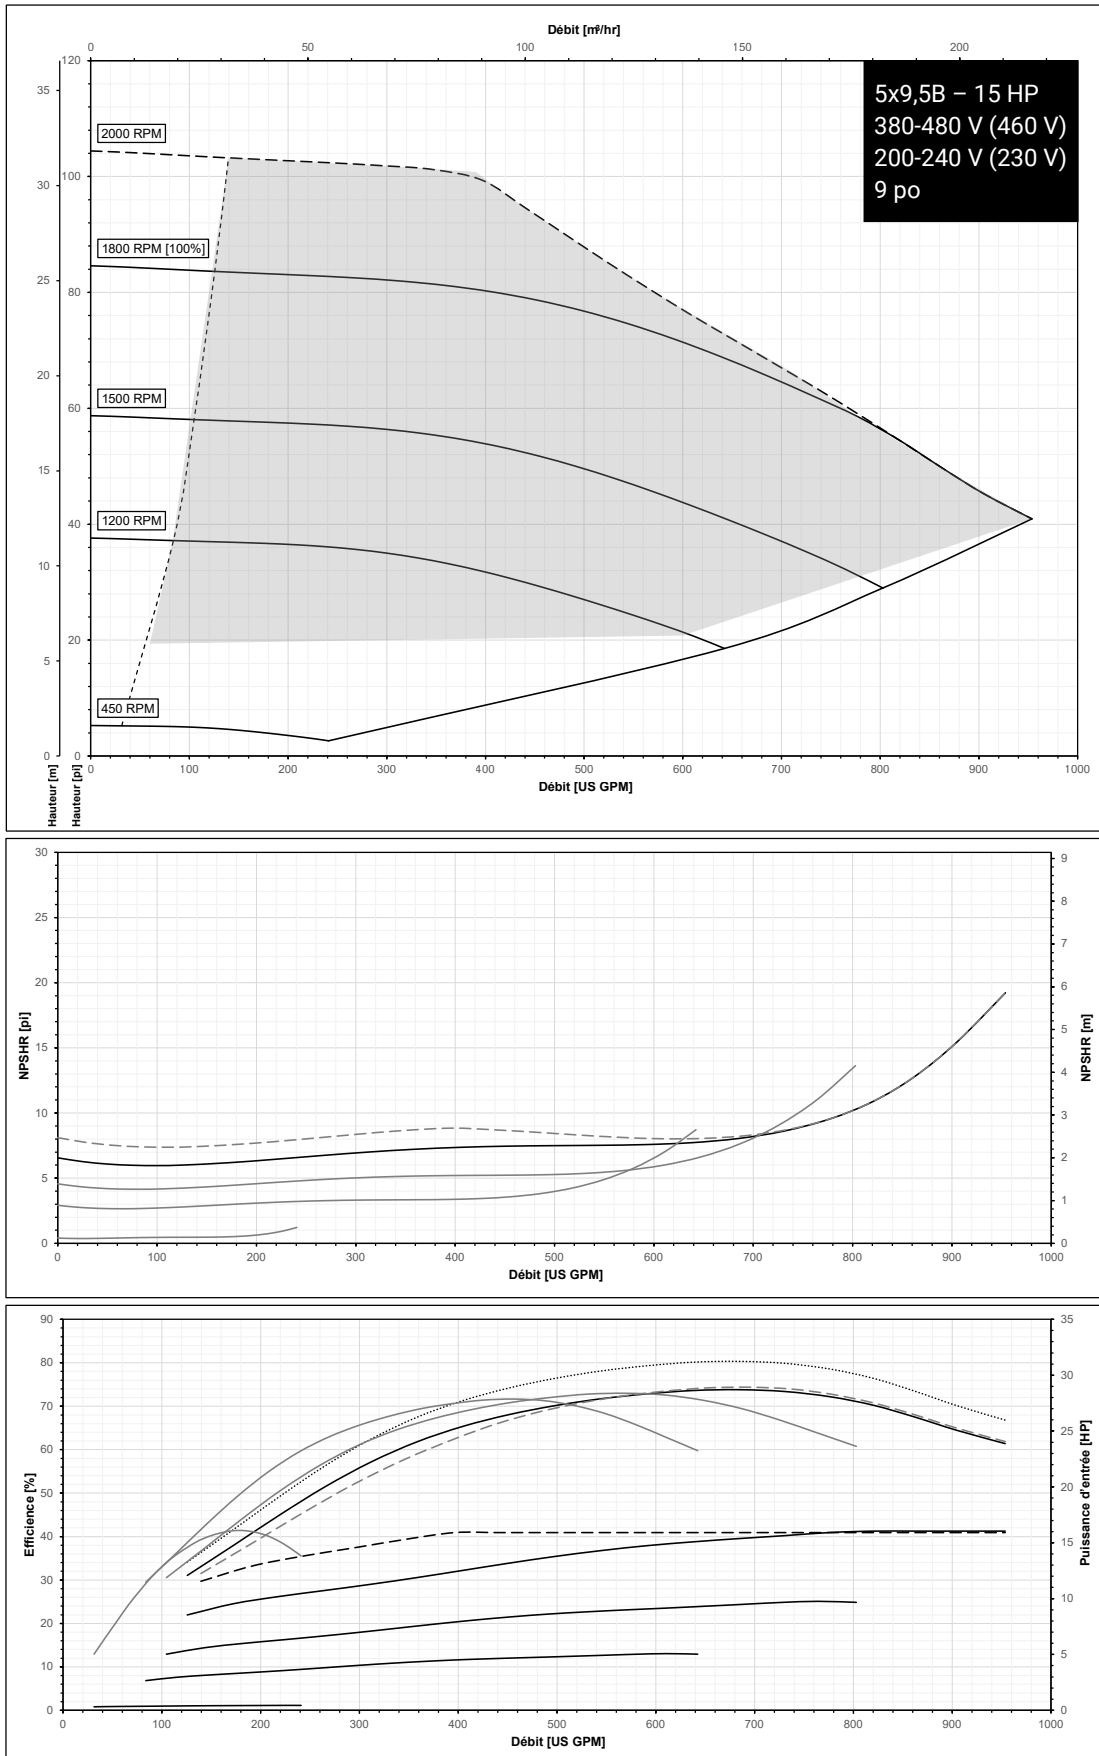 Débit [m³/hr]
0 50 100 150 200
35 120
5x9,5B – 15 HP
380-480 V (460 V)
200-240 V (230 V)
9 po
2000 RPM
30 100
1800 RPM [100%]
25 80
20
1500 RPM
60
15
1200 RPM
40
10
20
5
450 RPM
0 0
0 100 200 300 400 500 600 700 800 900 1000
Débit [US GPM]
Hauteur [m]
Hauteur [pi]
30 9
25 8
7
20 6
NPSHR [pi]
NPSHR [m]
15 5
4
10 3
5 2
1
0 0
0 100 200 300 400 500 600 700 800 900 1000
Débit [US GPM]
90 35
80 30
70
60 25
Efficience [%]
Puissance d'entrée [HP]
50 20
40 15
30 10
20
10 5
0 0
0 100 200 300 400 500 600 700 800 900 1000
Débit [US GPM]